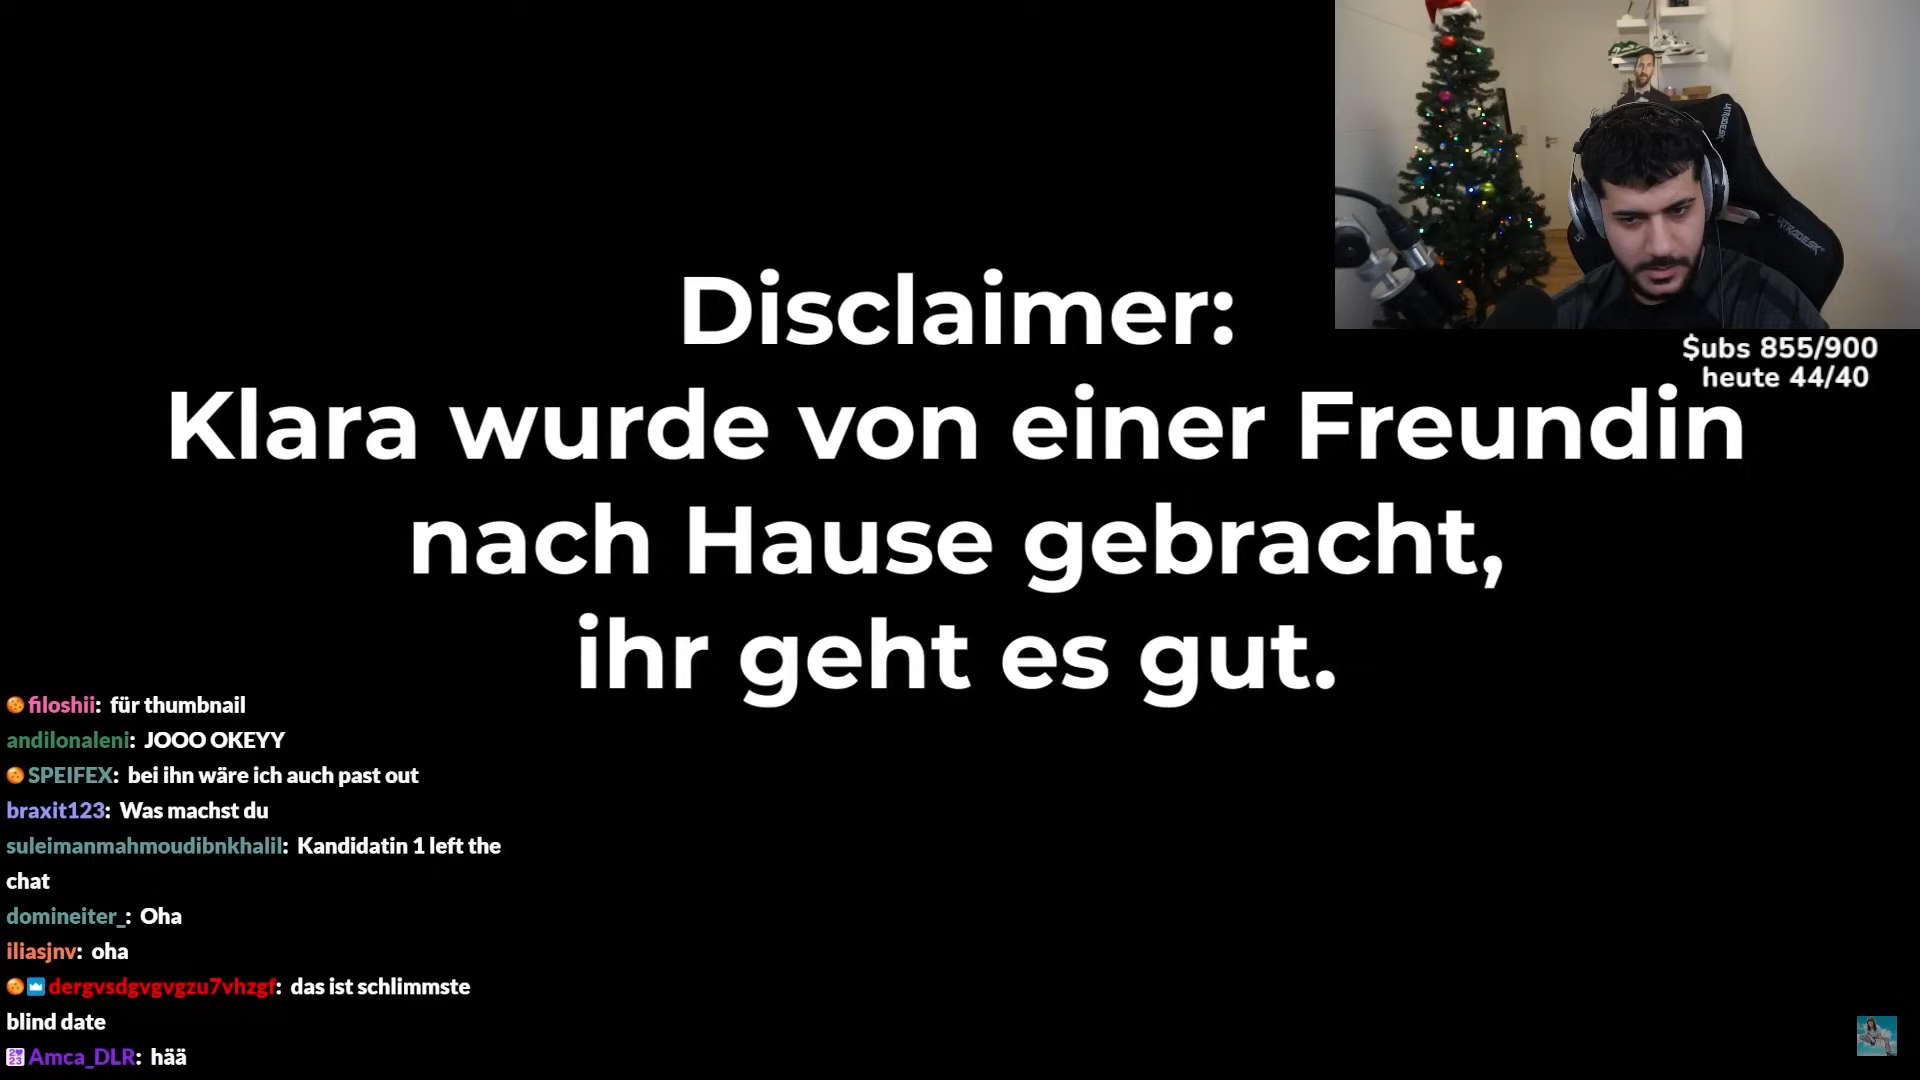 Disclaimer:
Klara wurde von einer Freundin
nach Hause gebracht,
ihr geht es gut.
$ubs 855/900
heute 44/40
filoshii: für thumbnail
andilonaleni: JOOO OKEYY
SPEIFEX: bei ihn wäre ich auch past out
braxit123: Was machst du
suleimanmahmoudibnkhalil: Kandidatin 1 left the
chat
domineiter_: Oha
iliasjnv: oha
dergvsdgvgvgzu7vhzgf: das ist schlimmste
blind date
Amca_DLR: hää